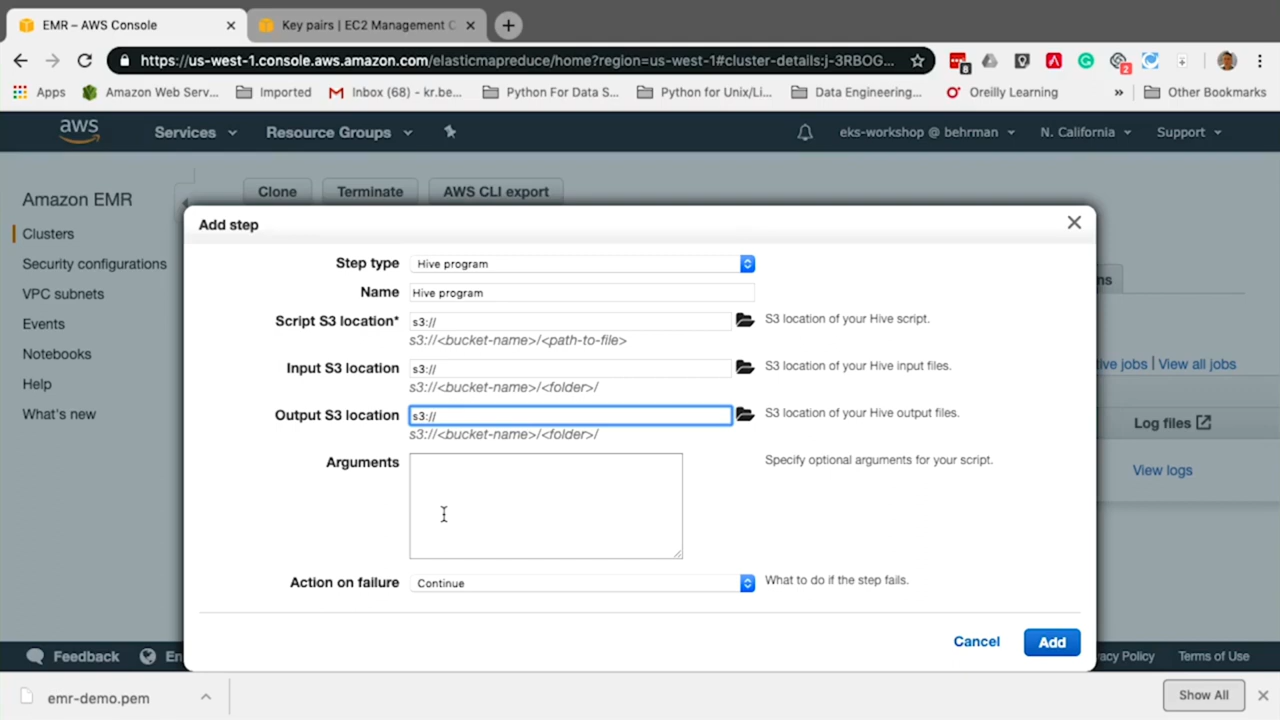 EMR – AWS Console
Key pairs | EC2 Management C
https://us-west-1.console.aws.amazon.com/elasticmapreduce/home?region=us-west-1#cluster-details:j-3RBOG...
8
2
Apps
Amazon Web Serv...
Imported
Inbox (68) - kr.be...
Python For Data S...
Python for Unix/Li...
Data Engineering...
Oreilly Learning
»
Other Bookmarks
aws
Services
Resource Groups
eks-workshop @ behrman
N. California
Support
Amazon EMR
Clone
Terminate
AWS CLI export
Clusters
Security configurations
VPC subnets
Events
Notebooks
Help
What's new
Add step
Step type
Hive program
Name
Hive program
Script S3 location*
s3://
S3 location of your Hive script.
s3://<bucket-name>/<path-to-file>
Input S3 location
s3://
S3 location of your Hive input files.
s3://<bucket-name>/<folder>/
Output S3 location
s3://
S3 location of your Hive output files.
s3://<bucket-name>/<folder>/
Arguments
Specify optional arguments for your script.
Action on failure
Continue
What to do if the step fails.
Cancel
Add
ns
tive jobs | View all jobs
Log files
View logs
Feedback
En
acy Policy
Terms of Use
emr-demo.pem
Show All